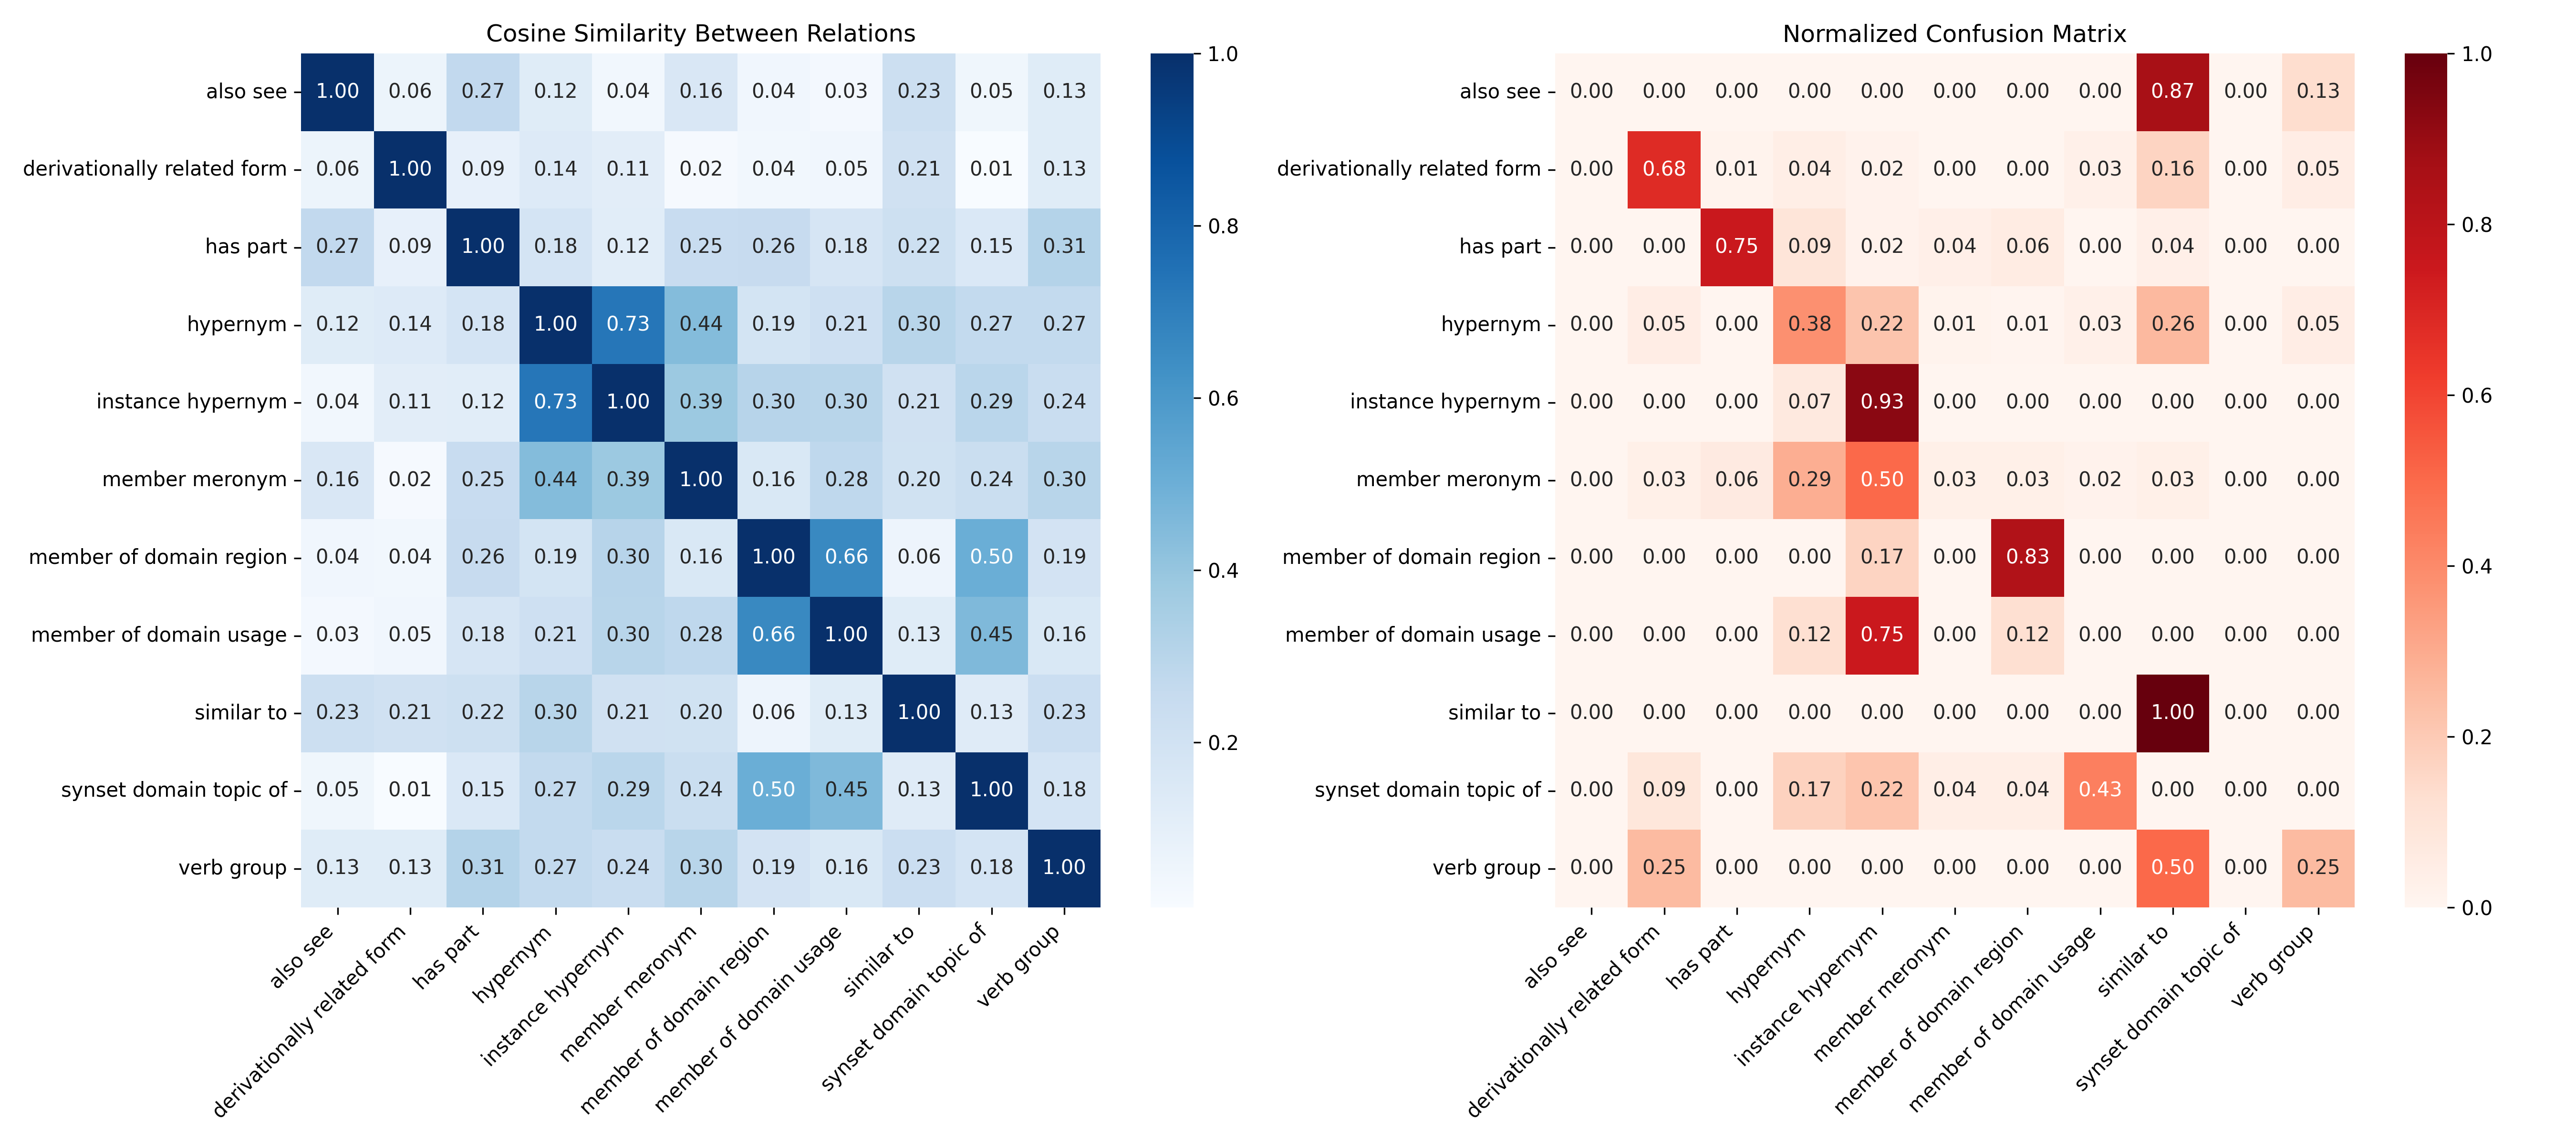 Cosine Similarity Between Relations
also see 1.00 0.06 0.27 0.12 0.04 0.16 0.04 0.03 0.23 0.05 0.13
derivationally related form 0.06 1.00 0.09 0.14 0.11 0.02 0.04 0.05 0.21 0.01 0.13
has part 0.27 0.09 1.00 0.18 0.12 0.25 0.26 0.18 0.22 0.15 0.31
hypernym 0.12 0.14 0.18 1.00 0.73 0.44 0.19 0.21 0.30 0.27 0.27
instance hypernym 0.04 0.11 0.12 0.73 1.00 0.39 0.30 0.30 0.21 0.29 0.24
member meronym 0.16 0.02 0.25 0.44 0.39 1.00 0.16 0.28 0.20 0.24 0.30
member of domain region 0.04 0.04 0.26 0.19 0.30 0.16 1.00 0.66 0.06 0.50 0.19
member of domain usage 0.03 0.05 0.18 0.21 0.30 0.28 0.66 1.00 0.13 0.45 0.16
similar to 0.23 0.21 0.22 0.30 0.21 0.20 0.06 0.13 1.00 0.13 0.23
synset domain topic of 0.05 0.01 0.15 0.27 0.29 0.24 0.50 0.45 0.13 1.00 0.18
verb group 0.13 0.13 0.31 0.27 0.24 0.30 0.19 0.16 0.23 0.18 1.00
also see
derivationally related form
has part
hypernym
instance hypernym
member meronym
member of domain region
member of domain usage
similar to
synset domain topic of
verb group
1.0
0.8
0.6
0.4
0.2
Normalized Confusion Matrix
also see 0.00 0.00 0.00 0.00 0.00 0.00 0.00 0.00 0.87 0.00 0.13
derivationally related form 0.00 0.68 0.01 0.04 0.02 0.00 0.00 0.03 0.16 0.00 0.05
has part 0.00 0.00 0.75 0.09 0.02 0.04 0.06 0.00 0.04 0.00 0.00
hypernym 0.00 0.05 0.00 0.38 0.22 0.01 0.01 0.03 0.26 0.00 0.05
instance hypernym 0.00 0.00 0.00 0.07 0.93 0.00 0.00 0.00 0.00 0.00 0.00
member meronym 0.00 0.03 0.06 0.29 0.50 0.03 0.03 0.02 0.03 0.00 0.00
member of domain region 0.00 0.00 0.00 0.00 0.17 0.00 0.83 0.00 0.00 0.00 0.00
member of domain usage 0.00 0.00 0.00 0.12 0.75 0.00 0.12 0.00 0.00 0.00 0.00
similar to 0.00 0.00 0.00 0.00 0.00 0.00 0.00 0.00 1.00 0.00 0.00
synset domain topic of 0.00 0.09 0.00 0.17 0.22 0.04 0.04 0.43 0.00 0.00 0.00
verb group 0.00 0.25 0.00 0.00 0.00 0.00 0.00 0.00 0.50 0.00 0.25
also see
derivationally related form
has part
hypernym
instance hypernym
member meronym
member of domain region
member of domain usage
similar to
synset domain topic of
verb group
1.0
0.8
0.6
0.4
0.2
0.0